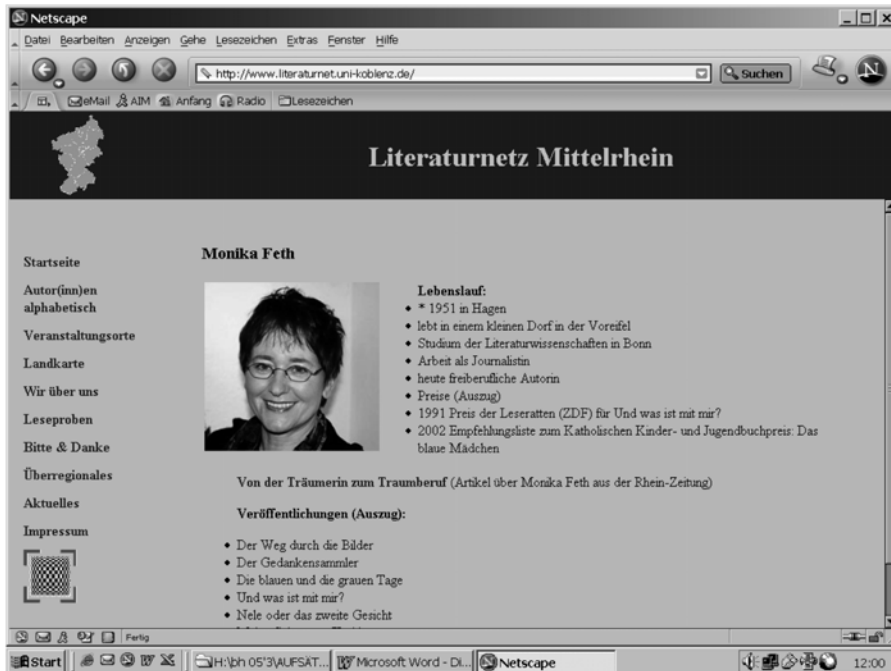 Netscape
Datei Bearbeiten Anzeigen Gehe Lesezeichen Extras Fenster Hilfe
http://www.literaturnet.uni-koblenz.de/
Suchen
N
eMail AIM Anfang Radio Lesezeichen
Literaturnetz Mittelrhein
Startseite
Autor(inn)en
alphabetisch
Veranstaltungsorte
Landkarte
Wir über uns
Leseproben
Bitte & Danke
Überregionales
Aktuelles
Impressum
Monika Feth
Lebenslauf:
* 1951 in Hagen
lebt in einem kleinen Dorf in der Voreifel
Studium der Literaturwissenschaften in Bonn
Arbeit als Journalistin
heute freiberufliche Autorin
Preise (Auszug)
1991 Preis der Leseratten (ZDF) für Und was ist mit mir?
2002 Empfehlungsliste zum Katholischen Kinder- und Jugendbuchpreis: Das
blaue Mädchen
Von der Träumerin zum Traumberuf (Artikel über Monika Feth aus der Rhein-Zeitung)
Veröffentlichungen (Auszug):
Der Weg durch die Bilder
Der Gedankensammler
Die blauen und die grauen Tage
Und was ist mit mir?
Nele oder das zweite Gesicht
Fertig
Start
H:\bh 05'3\AUFSÄT...
Microsoft Word - Di...
Netscape
12:00